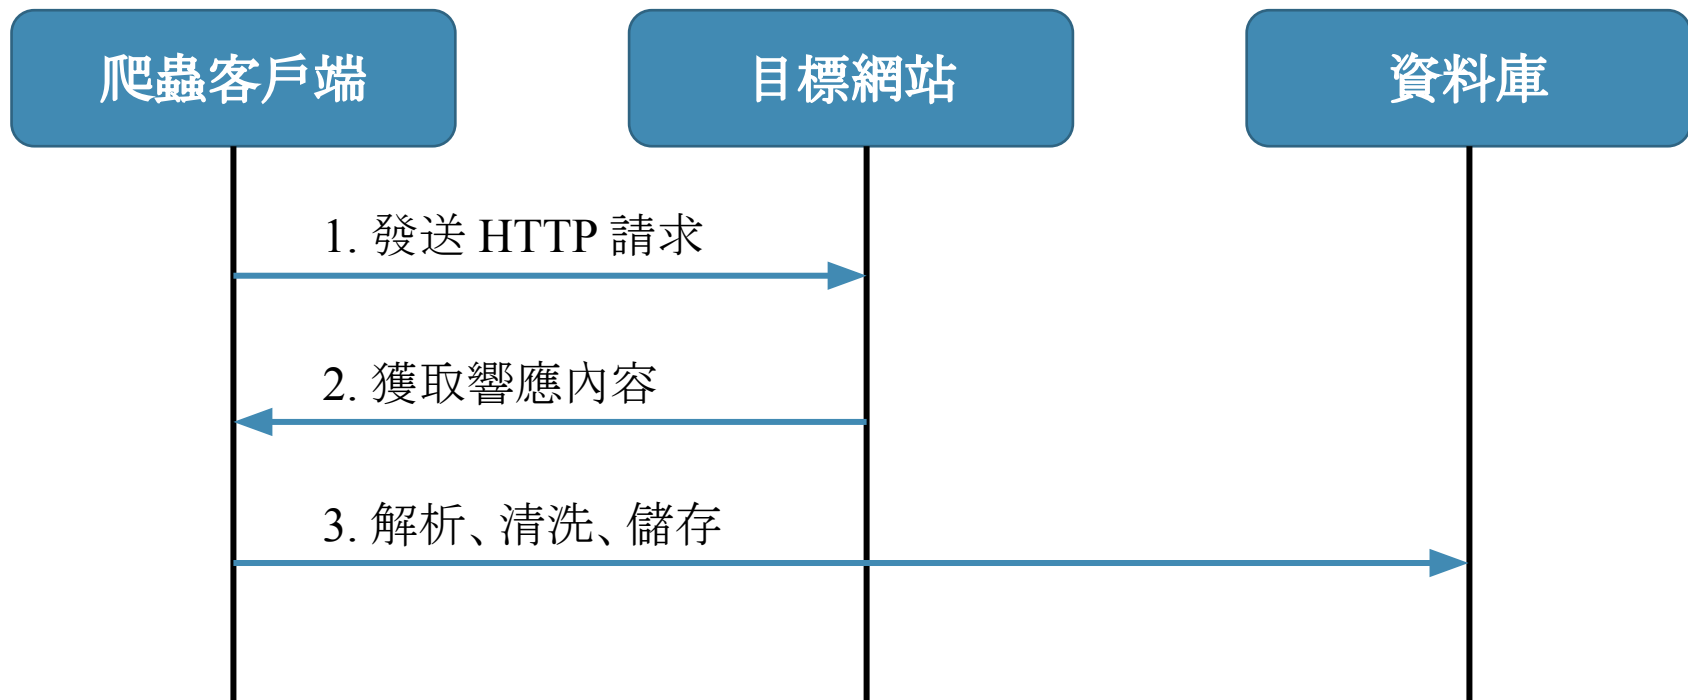 爬蟲客戶端
目標網站
資料庫
1. 發送 HTTP 請求
2. 獲取響應內容
3. 解析、清洗、儲存